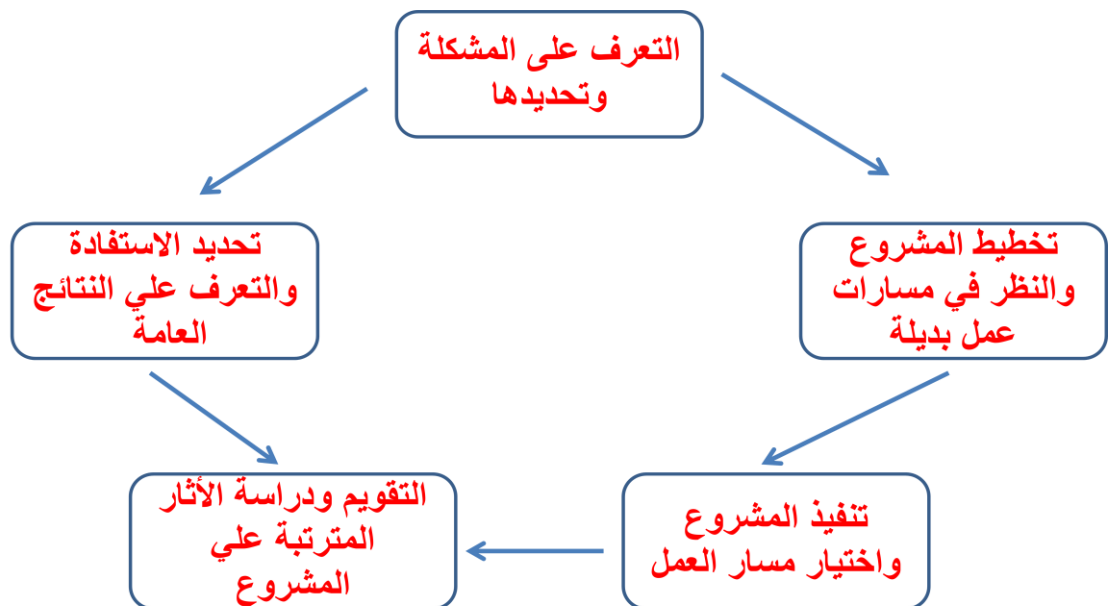 التعرف على المشكلة
وتحديدها
تخطيط المشروع
والنظر في مسارات
عمل بديلة
تحديد الاستفادة
والتعرف علي النتائج
العامة
تنفيذ المشروع
واختيار مسار العمل
التقويم ودراسة الأثار
المترتبة علي
المشروع